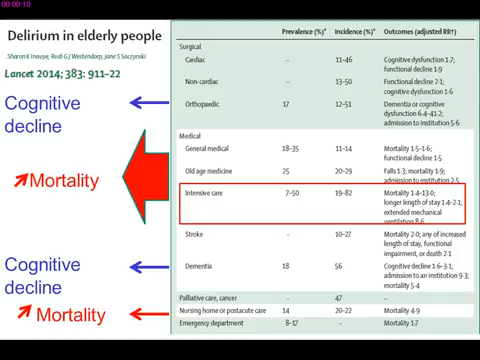 00:00:10
Delirium in elderly people
Sharon K Inouye, Rudi G J Westendorp, Jane S Saczynski
Lancet 2014; 383: 911–22
Cognitive
decline
↗Mortality
Cognitive
decline
↗ Mortality
Prevalence (%)* Incidence (%)* Outcomes (adjusted RR†)
Surgical
Cardiac – 11–46 Cognitive dysfunction 1·7;
functional decline 1·9
Non-cardiac – 13–50 Functional decline 2·1;
cognitive dysfunction 1·6
Orthopaedic 17 12–51 Dementia or cognitive
dysfunction 6·4–41·2;
admission to institution 5·6
Medical
General medical 18–35 11–14 Mortality 1·5–1·6;
functional decline 1·5
Old age medicine 25 20–29 Falls 1·3; mortality 1·9;
admission to institution 2·5
Intensive care 7–50 19–82 Mortality 1·4–13·0;
longer length of stay 1·4–2·1;
extended mechanical
ventilation 8·6
Stroke – 10–27 Mortality 2·0; any of increased
length of stay, functional
impairment, or death 2·1
Dementia 18 56 Cognitive decline 1·6–3·1;
admission to an institution 9·3;
mortality 5·4
Palliative care, cancer – 47 –
Nursing home or postacute care 14 20–22 Mortality 4·9
Emergency department 8–17 – Mortality 1·7